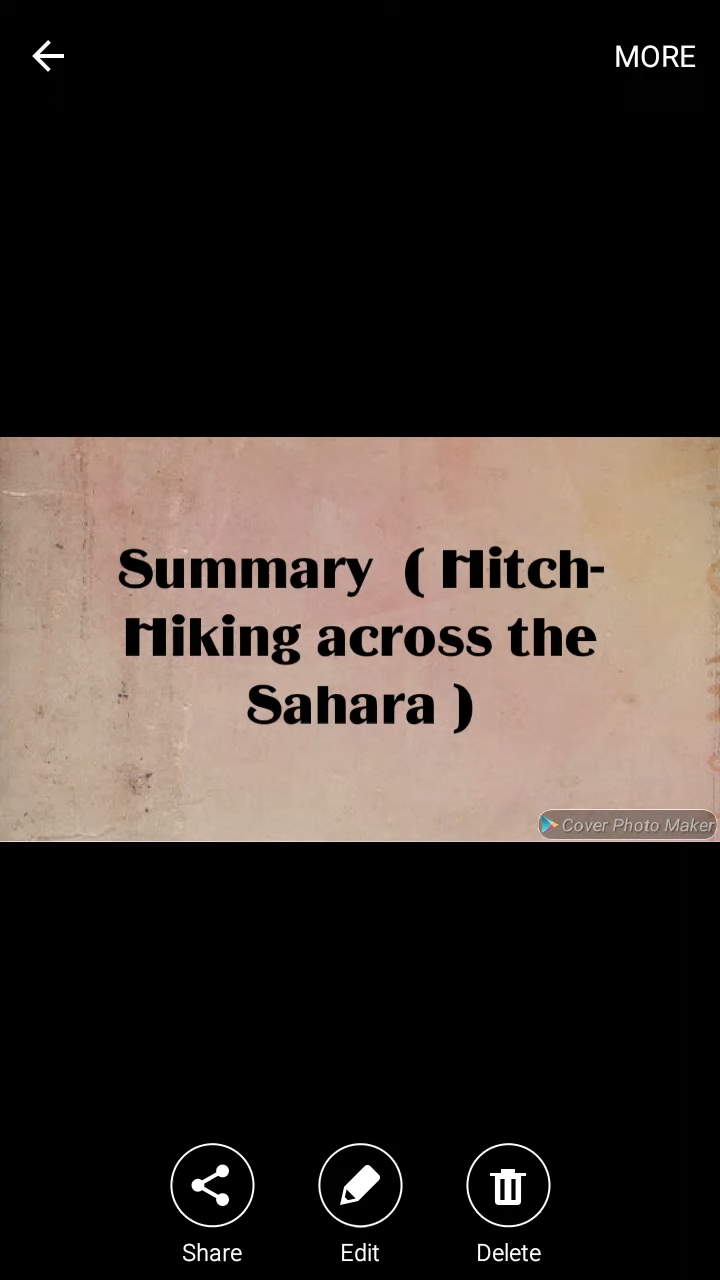 MORE
Summary ( Hitch-
Hiking across the
Sahara )
Cover Photo Maker
Share Edit Delete